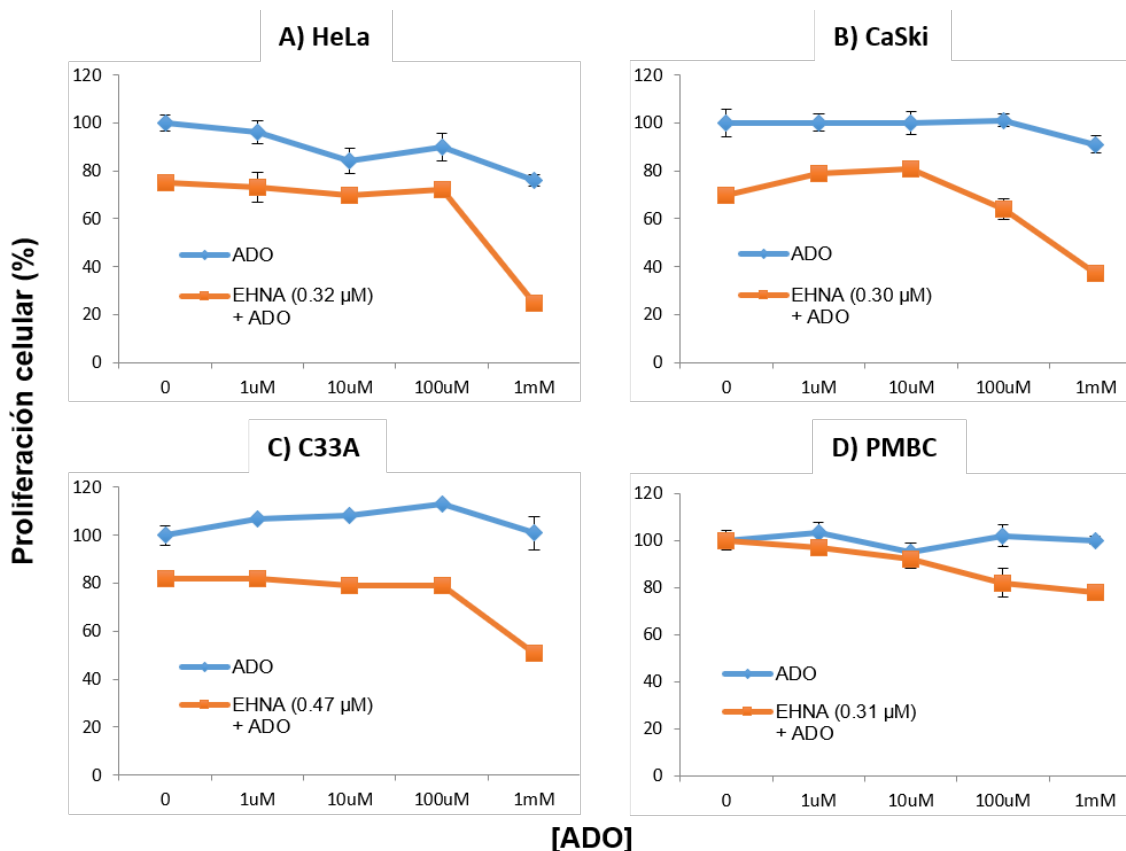 A) HeLa
120
100
80
60
40
20
0
ADO
EHNA (0.32 µM)
+ ADO
0 1uM 10uM 100uM 1mM
B) CaSki
120
100
80
60
40
20
0
ADO
EHNA (0.30 µM)
+ ADO
0 1uM 10uM 100uM 1mM
Proliferación celular (%)
C) C33A
120
100
80
60
40
20
0
ADO
EHNA (0.47 µM)
+ ADO
0 1uM 10uM 100uM 1mM
D) PMBC
120
100
80
60
40
20
0
ADO
EHNA (0.31 µM)
+ ADO
0 1uM 10uM 100uM 1mM
[ADO]